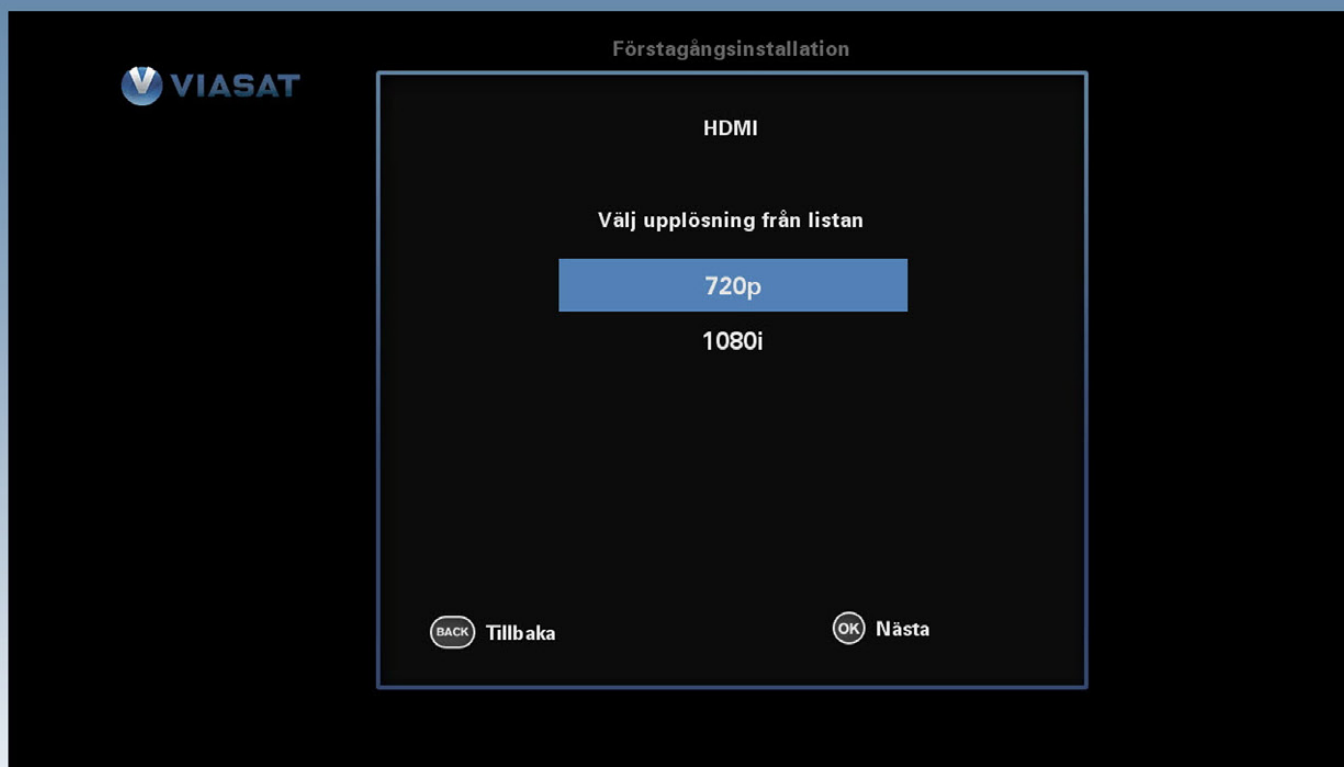 Förstagångsinstallation
VIASAT
HDMI
Välj upplösning från listan
720p
1080i
BACK Tillbaka
OK Nästa